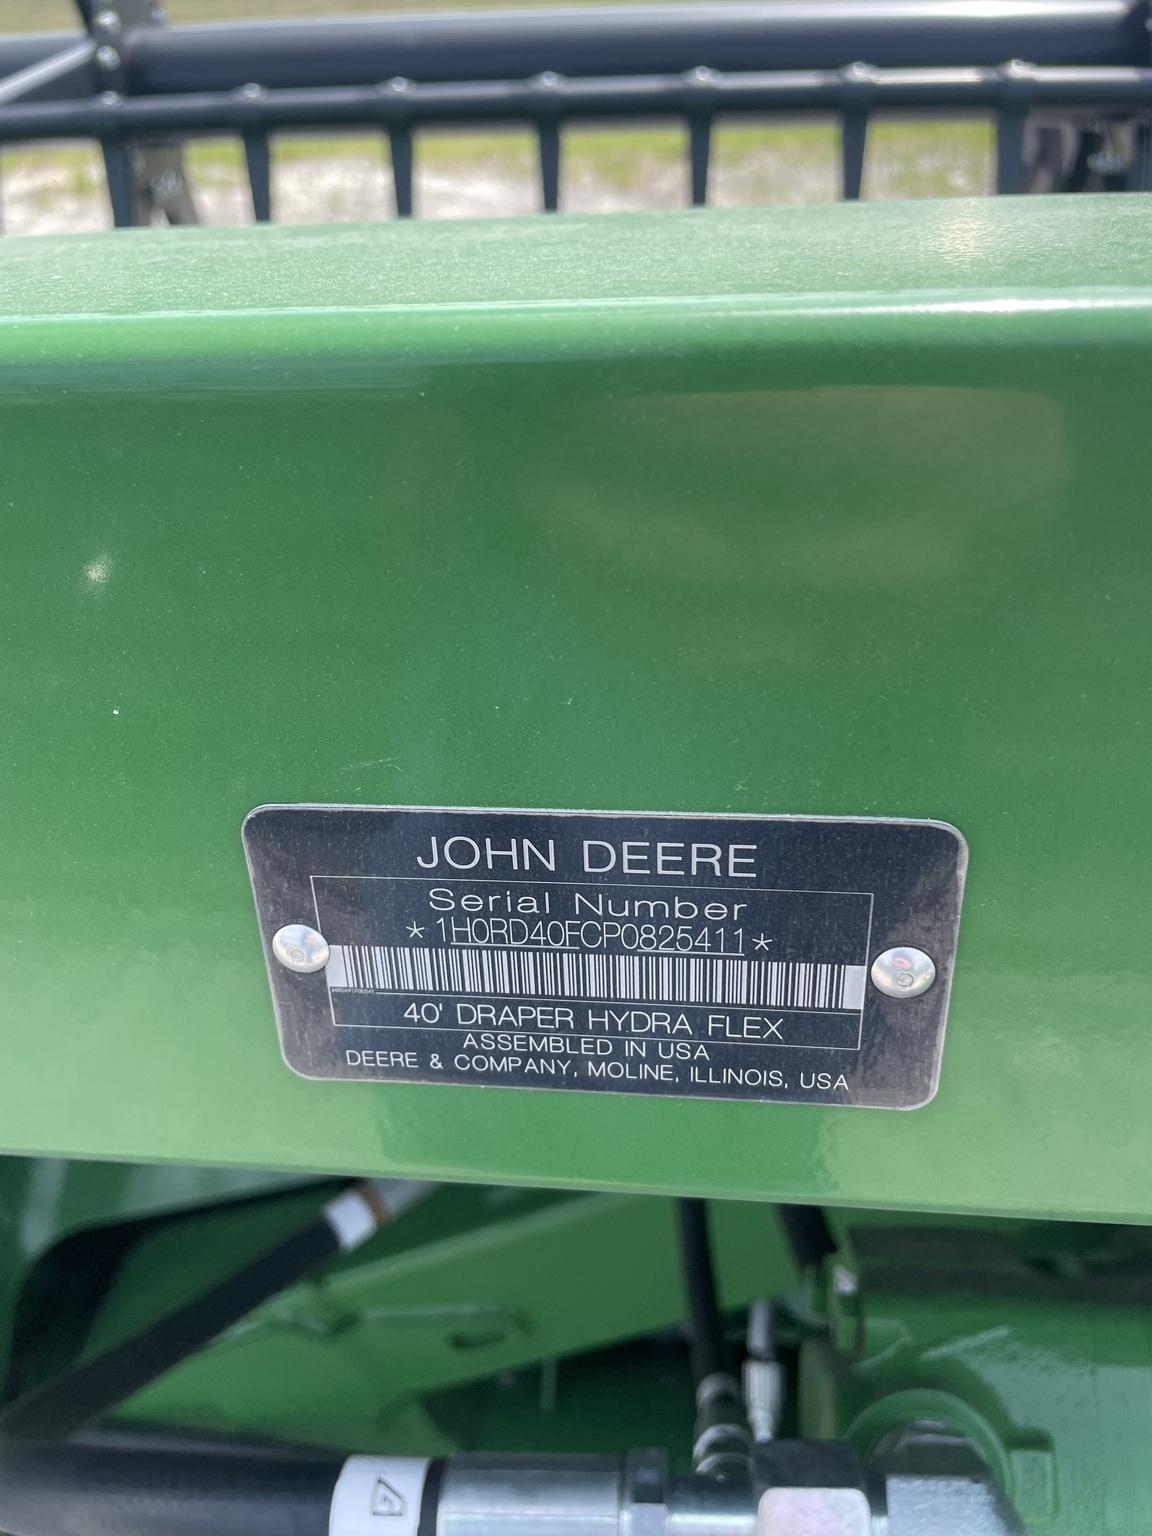 JOHN DEERE
Serial Number
*1H0RD40FCP0825411*
40' DRAPER HYDRA FLEX
ASSEMBLED IN USA
DEERE & COMPANY, MOLINE, ILLINOIS, USA